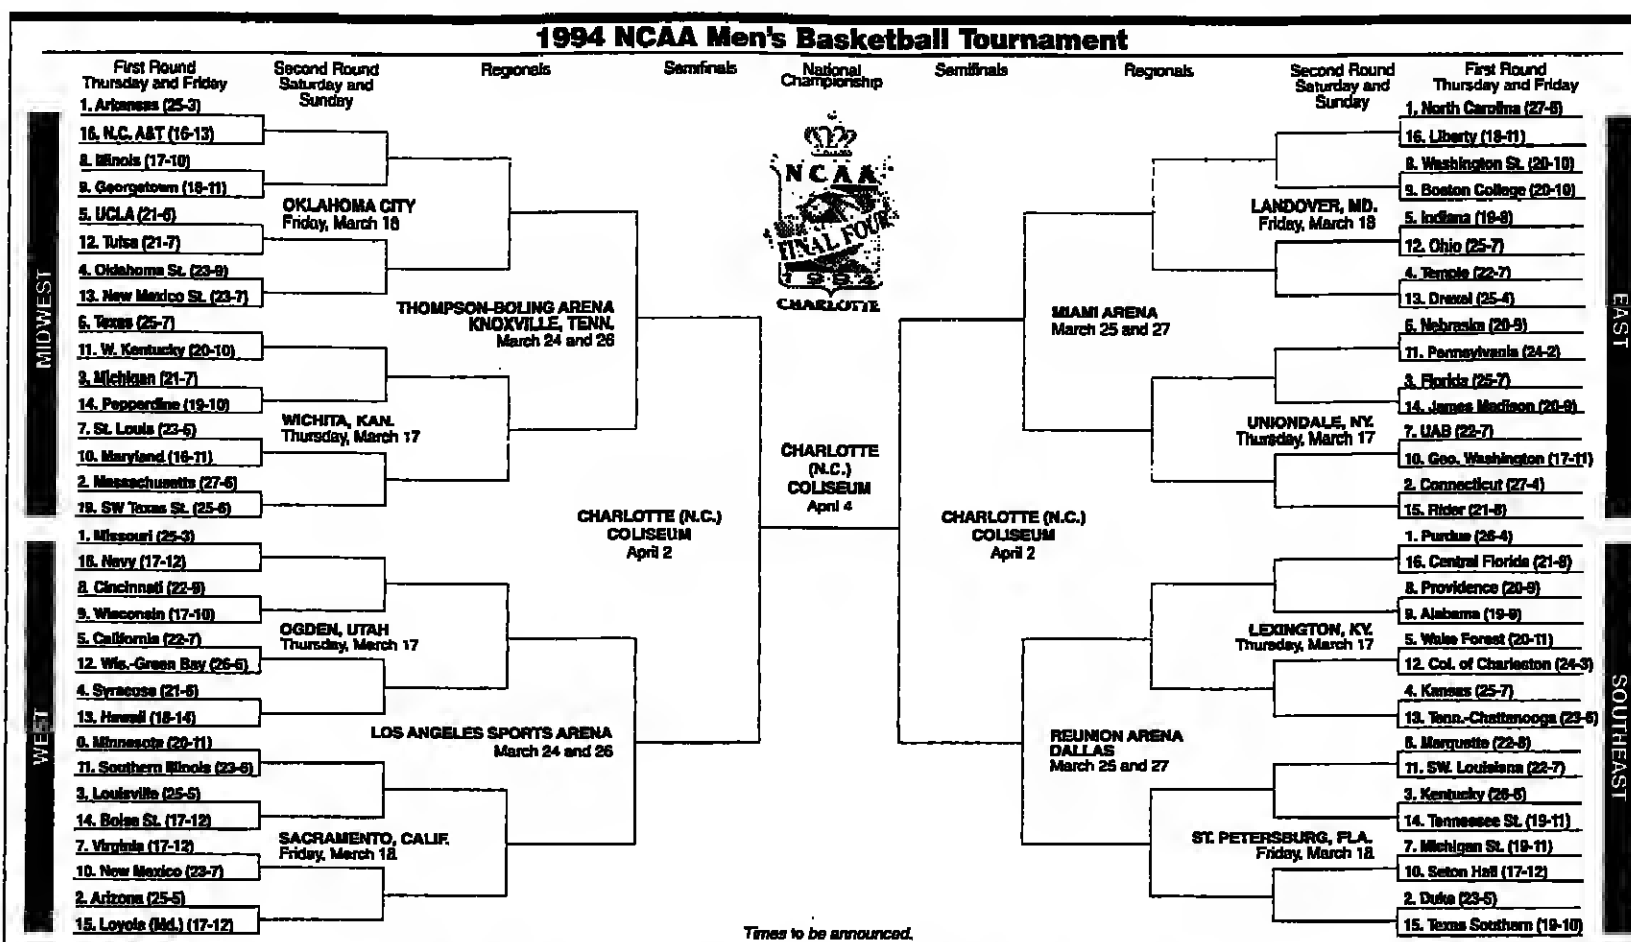 1994 NCAA Men's Basketball Tournament
First Round
Thursday and Friday
Second Round
Saturday and
Sunday
Regionals
Semifinals
National
Championship
Semifinals
Regionals
Second Round
Saturday and
Sunday
First Round
Thursday and Friday
MIDWEST
1. Arkansas (25-3)
16. N.C. A&T (16-13)
8. Illinois (17-10)
9. Georgetown (18-11)
OKLAHOMA CITY
Friday, March 18
5. UCLA (21-6)
12. Tulsa (21-7)
4. Oklahoma St. (23-9)
13. New Mexico St. (23-7)
THOMPSON-BOLING ARENA
KNOXVILLE, TENN.
March 24 and 26
6. Texas (25-7)
11. W. Kentucky (20-10)
3. Michigan (21-7)
14. Pepperdine (19-10)
WICHITA, KAN.
Thursday, March 17
7. St. Louis (23-5)
10. Maryland (16-11)
2. Massachusetts (27-6)
15. SW Texas St. (25-6)
WEST
1. Missouri (25-3)
16. Navy (17-12)
8. Cincinnati (22-9)
9. Wisconsin (17-10)
OGDEN, UTAH
Thursday, March 17
5. California (22-7)
12. Wis.-Green Bay (26-6)
4. Syracuse (21-6)
13. Hawaii (18-14)
LOS ANGELES SPORTS ARENA
March 24 and 26
6. Minnesota (20-11)
11. Southern Illinois (23-6)
3. Louisville (25-5)
14. Boise St. (17-12)
SACRAMENTO, CALIF.
Friday, March 18
7. Virginia (17-12)
10. New Mexico (23-7)
2. Arizona (25-5)
15. Loyola (Md.) (17-12)
CHARLOTTE (N.C.)
COLISEUM
April 2
NCAA
FINAL FOUR
1994
CHARLOTTE
CHARLOTTE
(N.C.)
COLISEUM
April 4
CHARLOTTE (N.C.)
COLISEUM
April 2
EAST
1. North Carolina (27-6)
16. Liberty (18-11)
8. Washington St. (20-10)
9. Boston College (20-10)
LANDOVER, MD.
Friday, March 18
5. Indiana (19-8)
12. Ohio (25-7)
4. Temple (22-7)
13. Drexel (25-4)
MIAMI ARENA
March 25 and 27
6. Nebraska (20-9)
11. Pennsylvania (24-2)
3. Florida (25-7)
14. James Madison (20-9)
UNIONDALE, NY.
Thursday, March 17
7. UAB (22-7)
10. Geo. Washington (17-11)
2. Connecticut (27-4)
15. Rider (21-8)
SOUTHEAST
1. Purdue (26-4)
16. Central Florida (21-8)
8. Providence (20-9)
9. Alabama (19-9)
LEXINGTON, KY.
Thursday, March 17
5. Wake Forest (20-11)
12. Col. of Charleston (24-3)
4. Kansas (25-7)
13. Tenn.-Chattanooga (23-6)
REUNION ARENA
DALLAS
March 25 and 27
6. Marquette (22-8)
11. SW. Louisiana (22-7)
3. Kentucky (26-6)
14. Tennessee St. (19-11)
ST. PETERSBURG, FLA.
Friday, March 18
7. Michigan St. (19-11)
10. Seton Hall (17-12)
2. Duke (23-5)
15. Texas Southern (19-10)
Times to be announced.